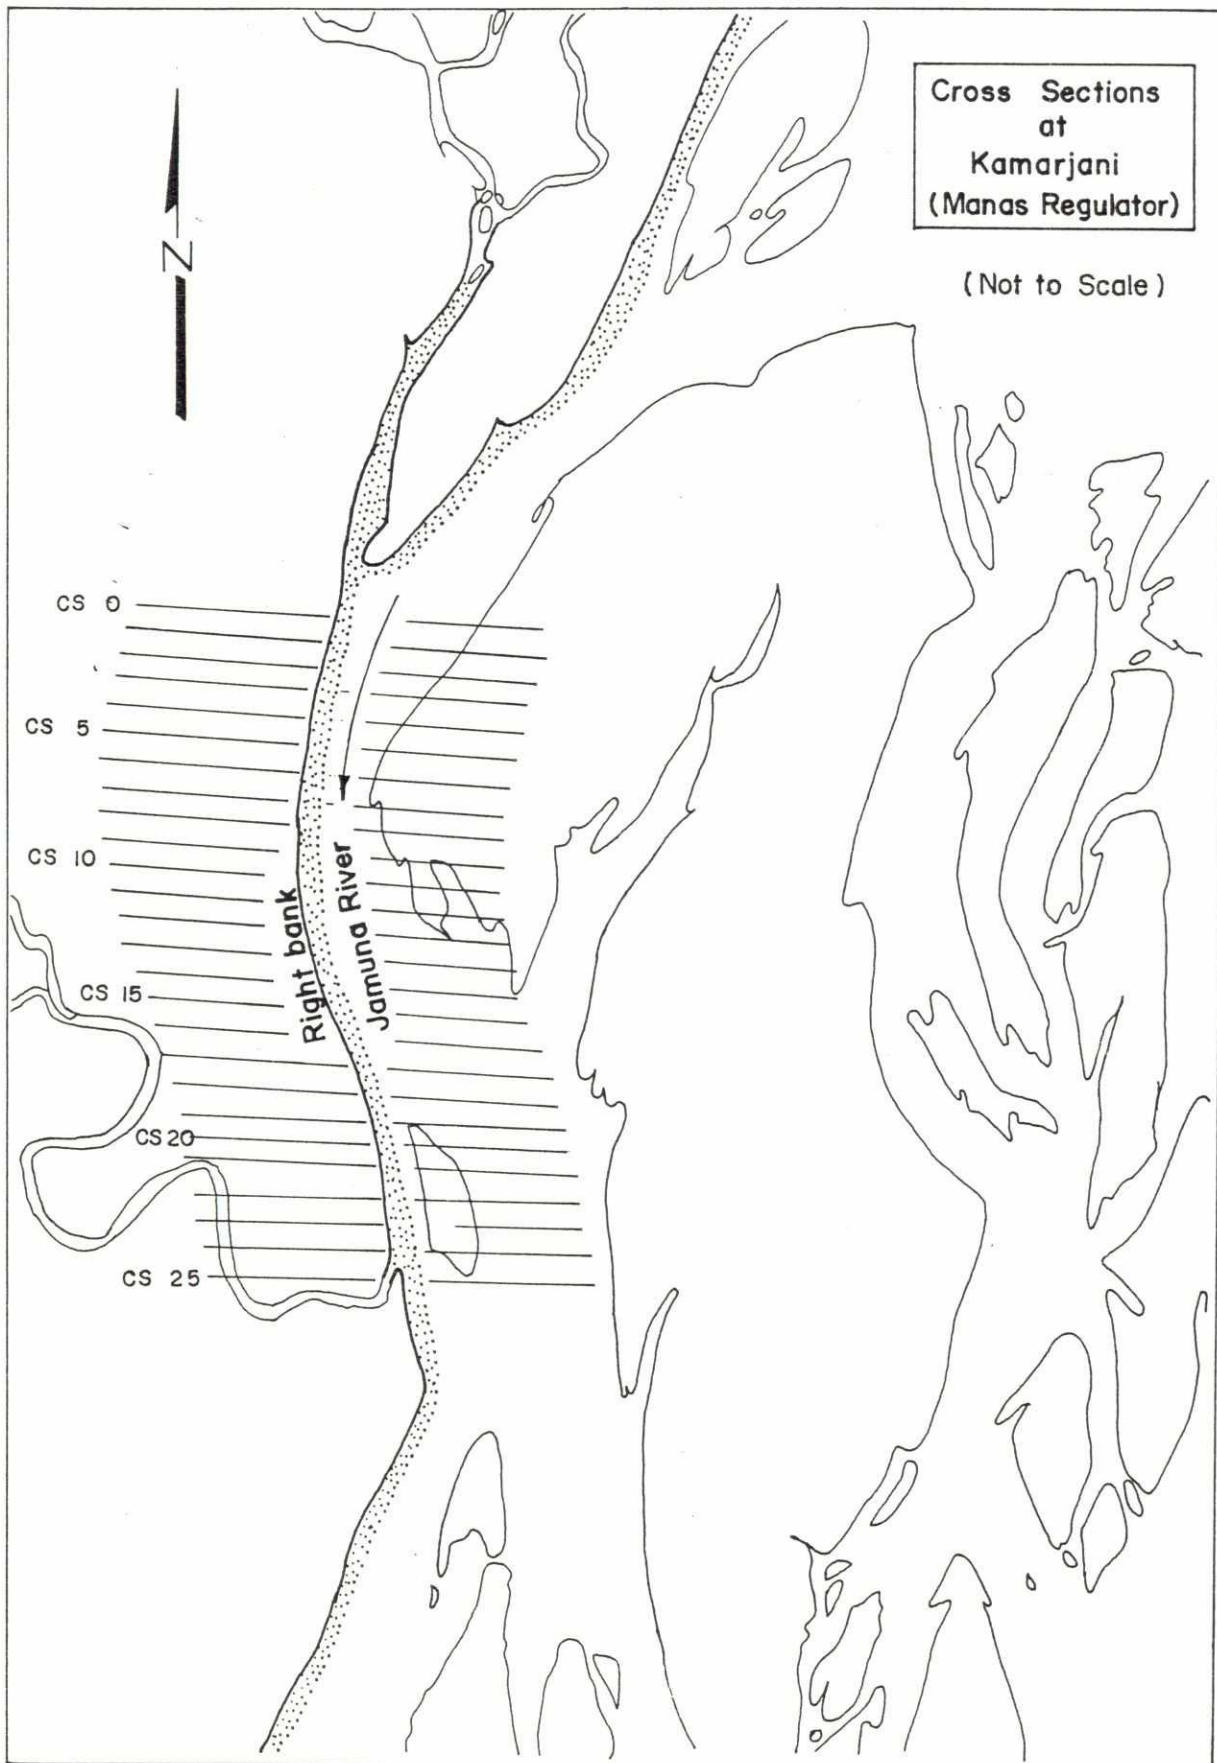 Cross Sections
at
Kamarjani
(Manas Regulator)
(Not to Scale)
N
CS 0
CS 5
CS 10
CS 15
CS 20
CS 25
Right bank
Jamuna River